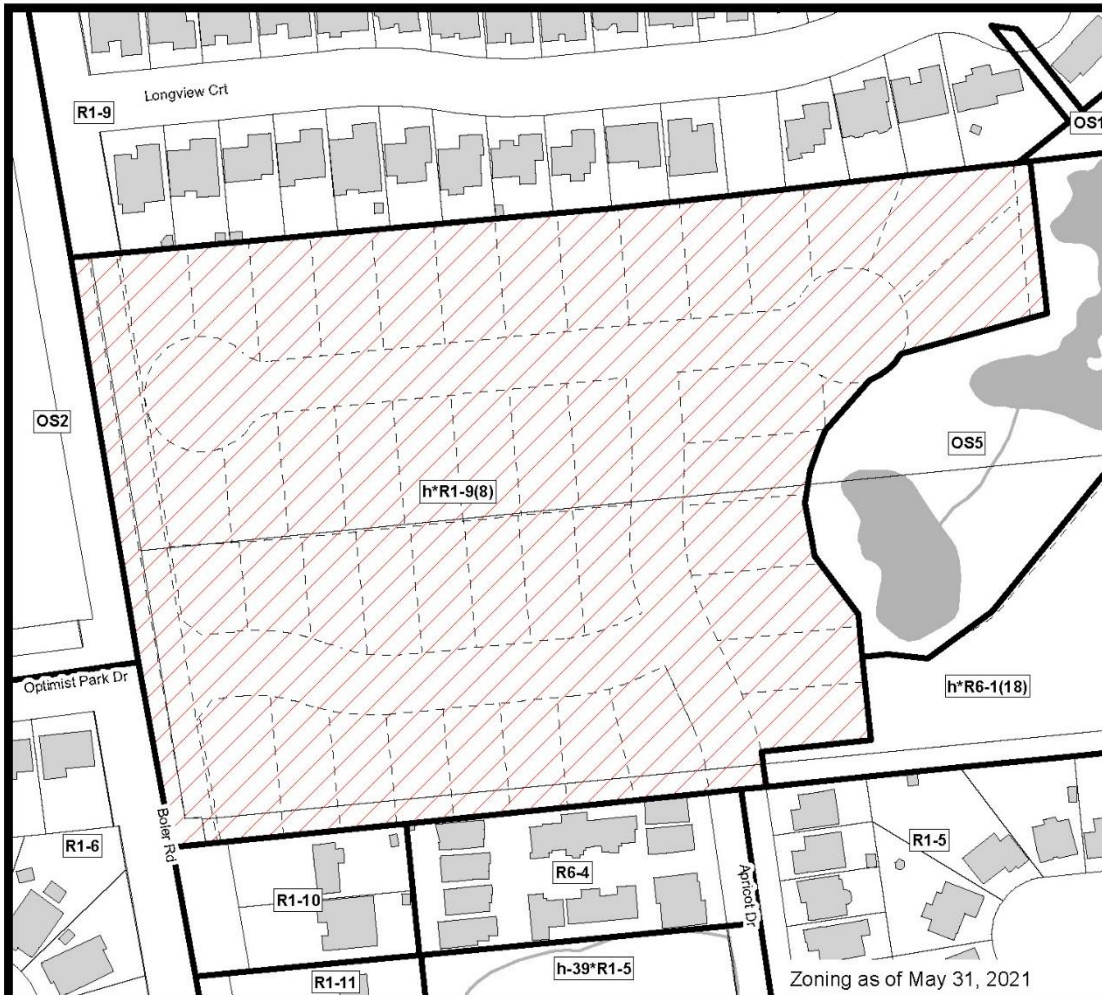 Longview Crt
R1-9
OS1
OS2
OS5
h*R1-9(8)
Optimist Park Dr
h*R6-1(18)
Boler Rd
R1-6
R1-5
R6-4
Apricot Dr
R1-10
h-39*R1-5
R1-11
Zoning as of May 31, 2021